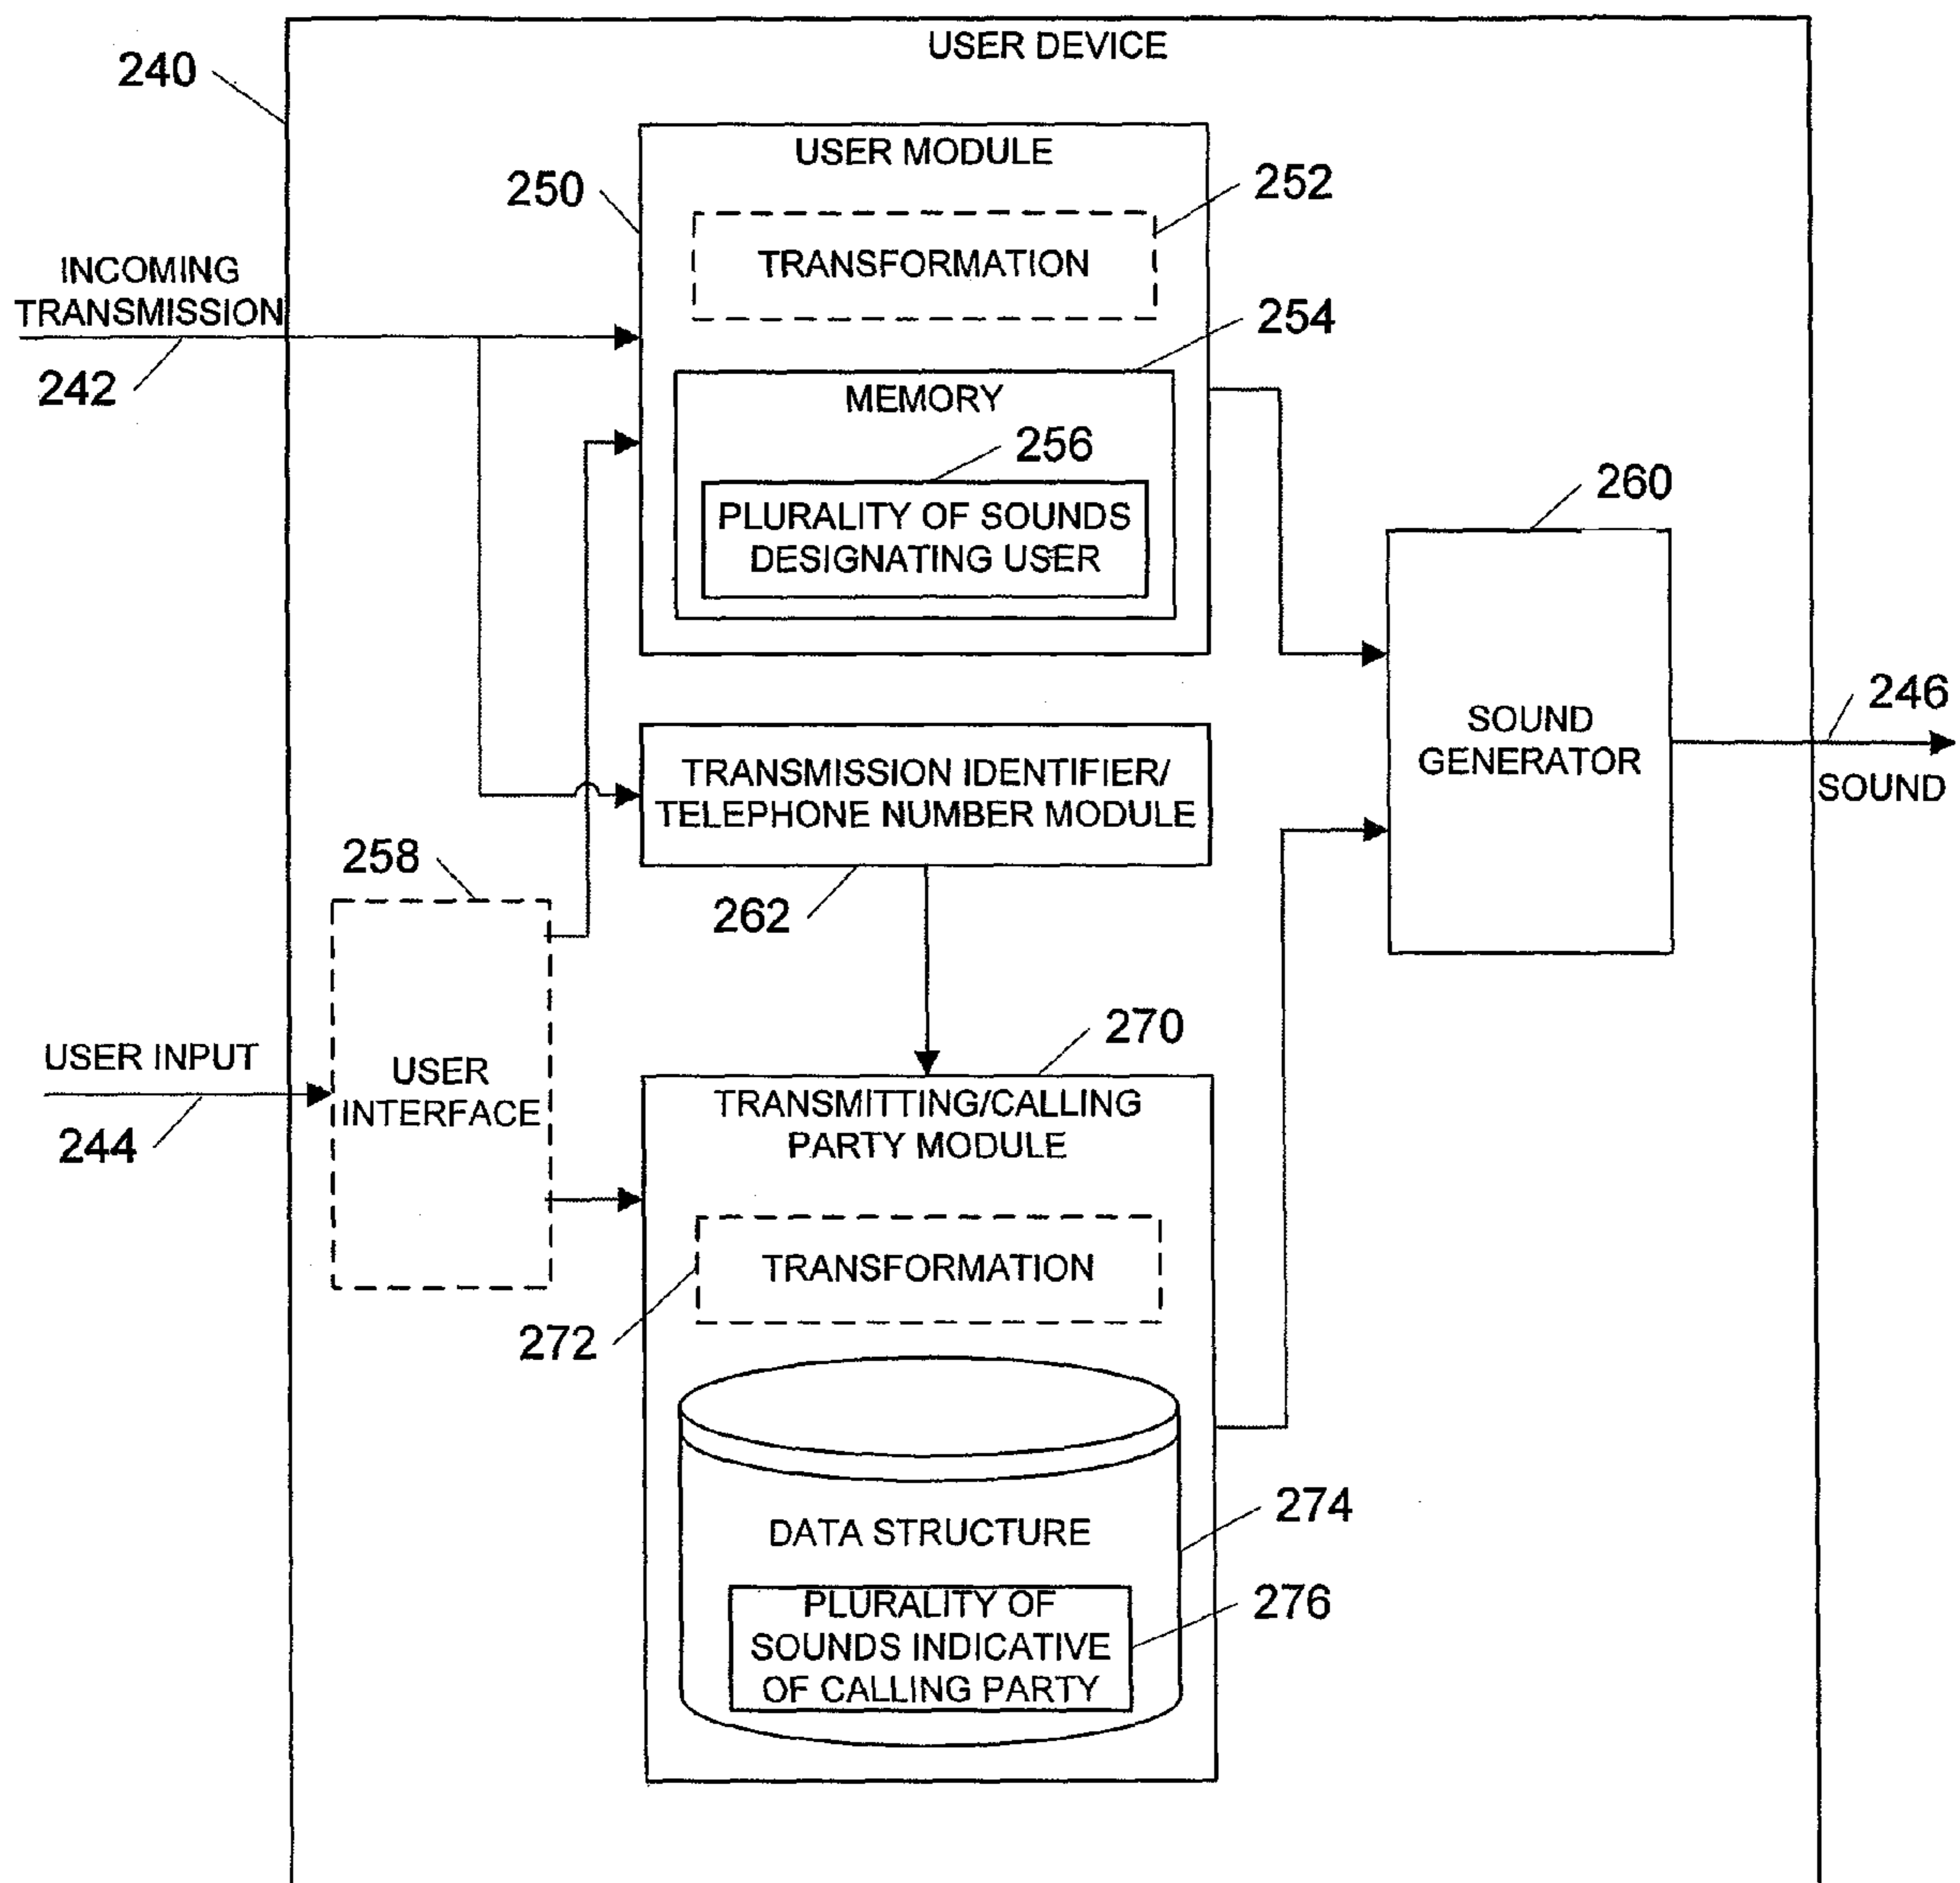 USER DEVICE
240
USER MODULE
250
252
TRANSFORMATION
INCOMING
TRANSMISSION
242
254
MEMORY
256
PLURALITY OF SOUNDS
DESIGNATING USER
260
SOUND
GENERATOR
246
SOUND
TRANSMISSION IDENTIFIER/
TELEPHONE NUMBER MODULE
262
258
USER INPUT
244
USER
INTERFACE
270
TRANSMITTING/CALLING
PARTY MODULE
TRANSFORMATION
272
DATA STRUCTURE
274
PLURALITY OF
SOUNDS INDICATIVE
OF CALLING PARTY
276